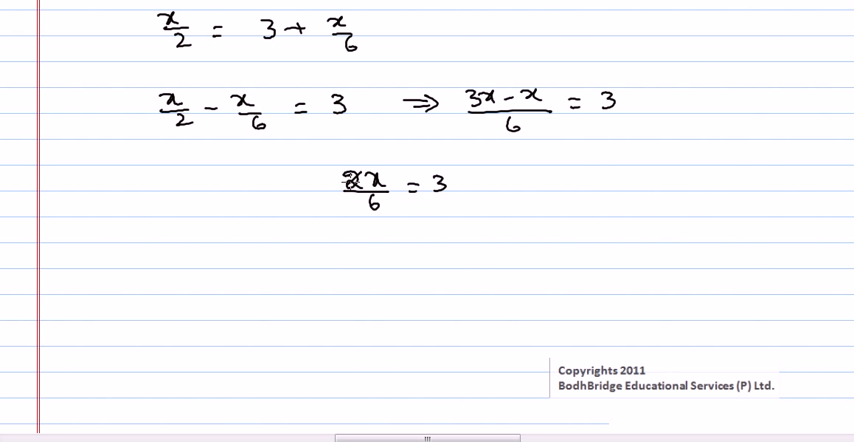 x/2 = 3 + x/6
x/2 - x/6 = 3 ⇒ 3x - x/6 = 3
2x/6 = 3
Copyrights 2011
BodhBridge Educational Services (P) Ltd.